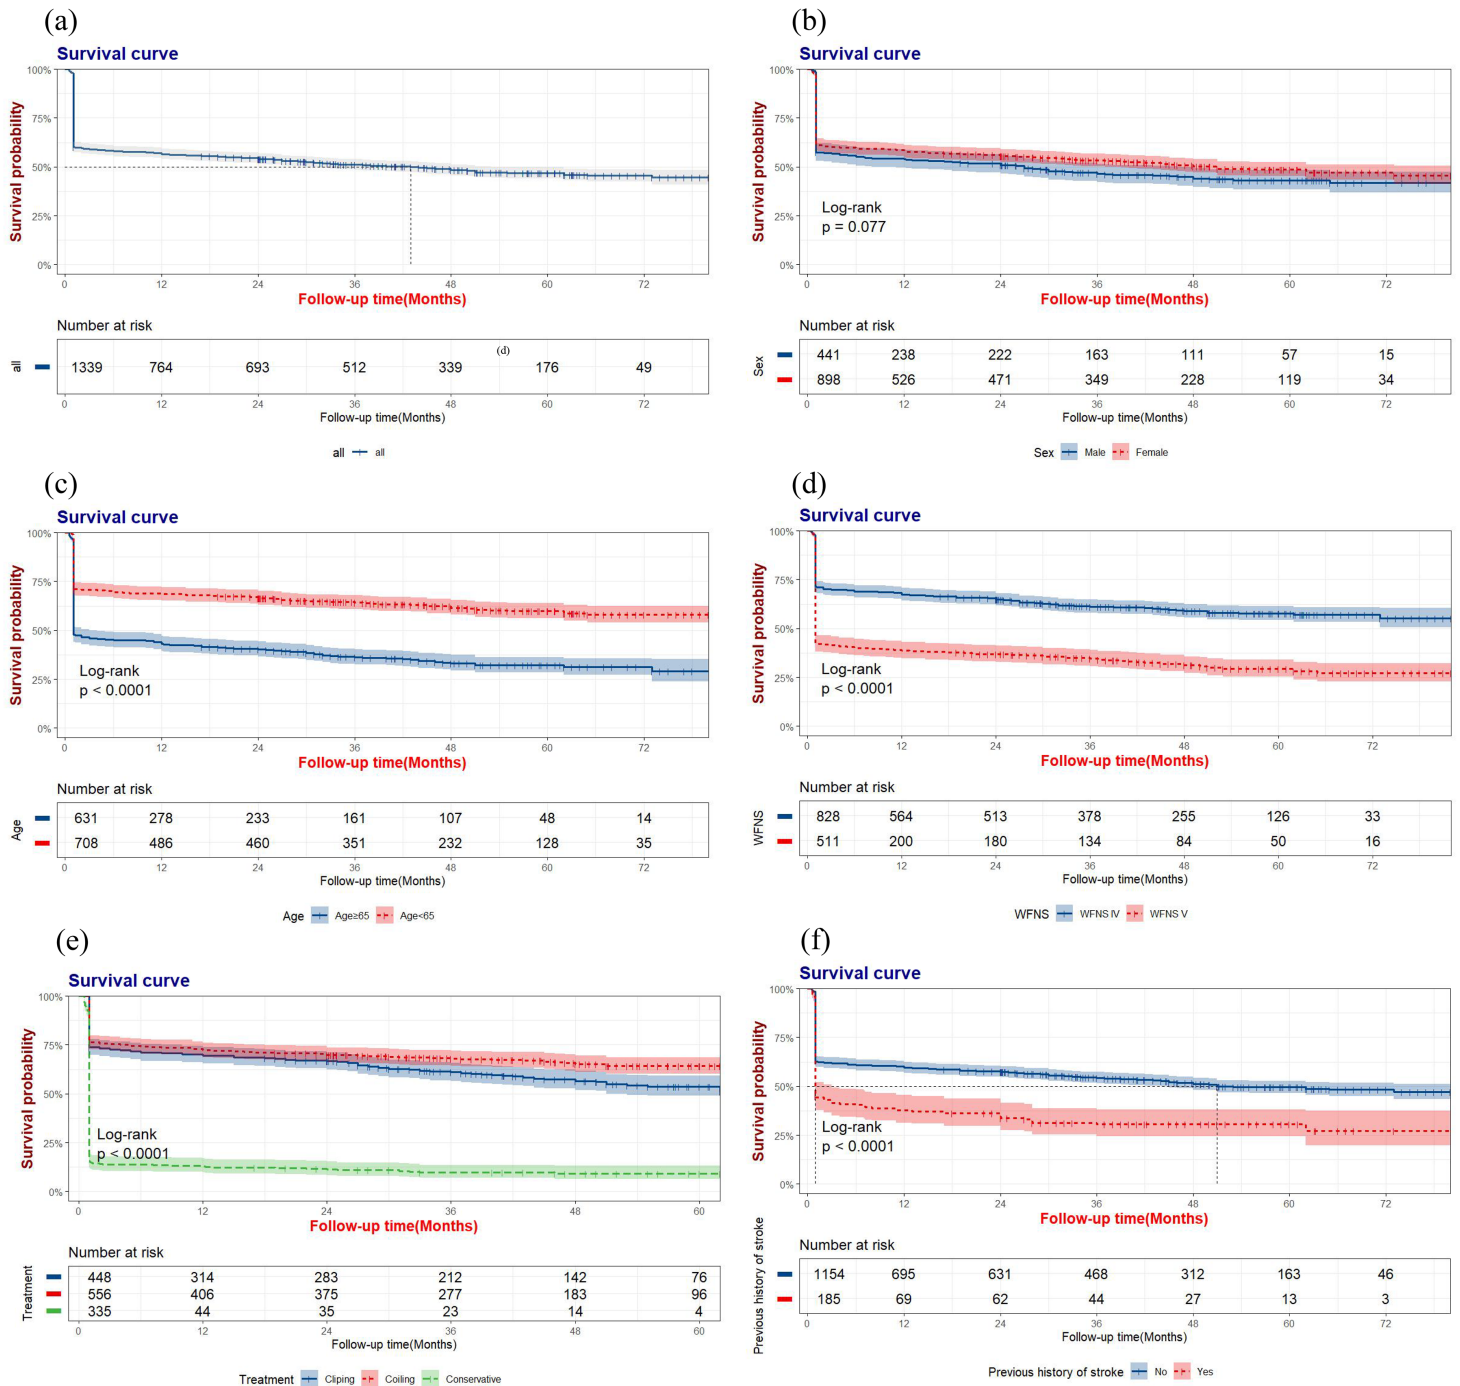 (a)
Survival curve
100%
75%
50%
25%
0%
Survival probability
0 12 24 36 48 60 72
Follow-up time(Months)
Number at risk
(d)
all
1339 764 693 512 339 176 49
0 12 24 36 48 60 72
Follow-up time(Months)
all all
(b)
Survival curve
100%
75%
50%
25%
0%
Survival probability
Log-rank
p = 0.077
0 12 24 36 48 60 72
Follow-up time(Months)
Number at risk
Sex
441 238 222 163 111 57 15
898 526 471 349 228 119 34
0 12 24 36 48 60 72
Follow-up time(Months)
Sex Male Female
(c)
Survival curve
100%
75%
50%
25%
0%
Survival probability
Log-rank
p < 0.0001
0 12 24 36 48 60 72
Follow-up time(Months)
Number at risk
Age
631 278 233 161 107 48 14
708 486 460 351 232 128 35
0 12 24 36 48 60 72
Follow-up time(Months)
Age Age≥65 Age<65
(d)
Survival curve
100%
75%
50%
25%
0%
Survival probability
Log-rank
p < 0.0001
0 12 24 36 48 60 72
Follow-up time(Months)
Number at risk
WFNS
828 564 513 378 255 126 33
511 200 180 134 84 50 16
0 12 24 36 48 60 72
Follow-up time(Months)
WFNS WFNS IV WFNS V
(e)
Survival curve
100%
75%
50%
25%
0%
Survival probability
Log-rank
p < 0.0001
0 12 24 36 48 60
Follow-up time(Months)
Number at risk
Treatment
448 314 283 212 142 76
556 406 375 277 183 96
335 44 35 23 14 4
0 12 24 36 48 60
Follow-up time(Months)
Treatment Cliping Coiling Conservative
(f)
Survival curve
100%
75%
50%
25%
0%
Survival probability
Log-rank
p < 0.0001
0 12 24 36 48 60 72
Follow-up time(Months)
Number at risk
Previous history of stroke
1154 695 631 468 312 163 46
185 69 62 44 27 13 3
0 12 24 36 48 60 72
Follow-up time(Months)
Previous history of stroke No Yes